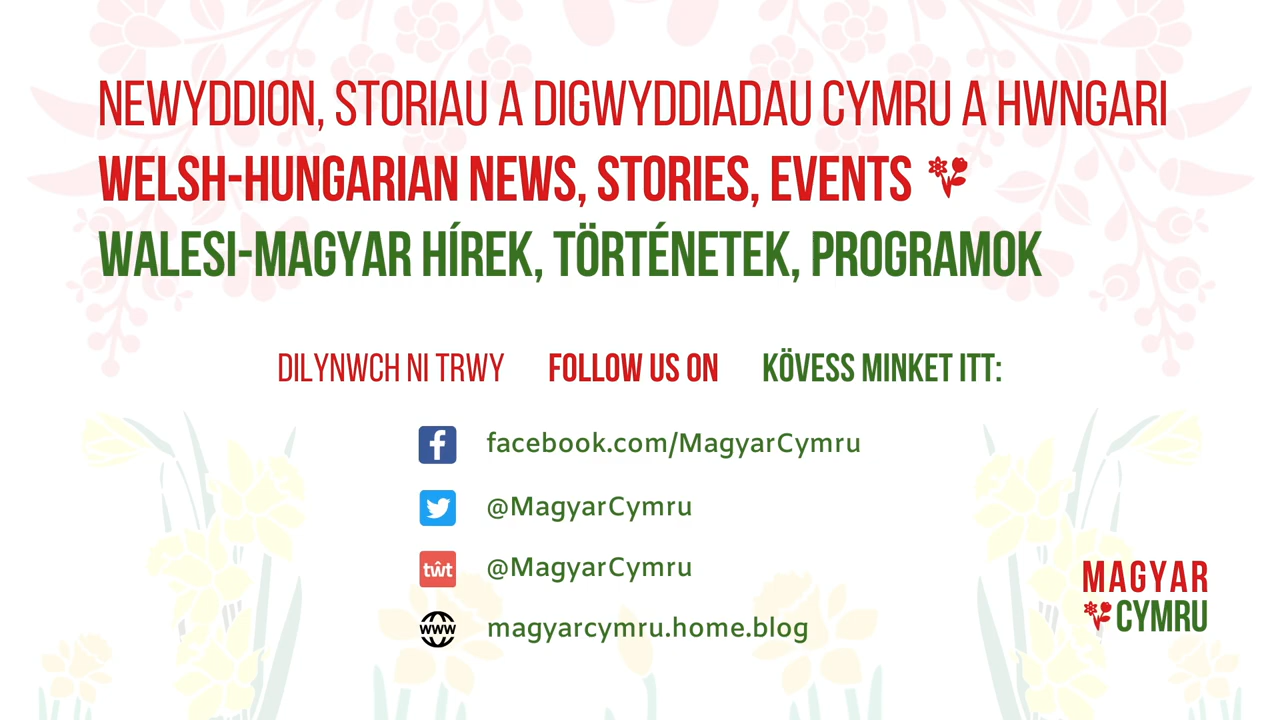 NEWYDDION, STORIAU A DIGWYDDIADAU CYMRU A HWNGARI
WELSH-HUNGARIAN NEWS, STORIES, EVENTS
WALESI-MAGYAR HÍREK, TÖRTÉNETEK, PROGRAMOK
DILYNWCH NI TRWY FOLLOW US ON KÖVESS MINKET ITT:
facebook.com/MagyarCymru
@MagyarCymru
tŵt @MagyarCymru
WWW magyarcymru.home.blog
MAGYAR
CYMRU